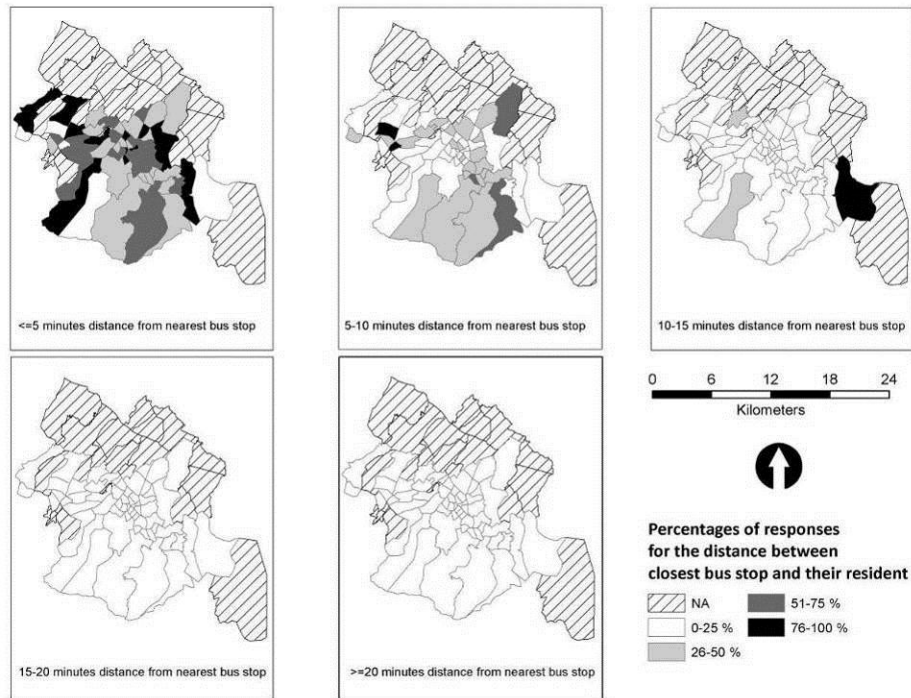 <=5 minutes distance from nearest bus stop
5-10 minutes distance from nearest bus stop
10-15 minutes distance from nearest bus stop
0 6 12 18 24
Kilometers
15-20 minutes distance from nearest bus stop
>=20 minutes distance from nearest bus stop
Percentages of responses
for the distance between
closest bus stop and their resident
NA
0-25 %
26-50 %
51-75 %
76-100 %